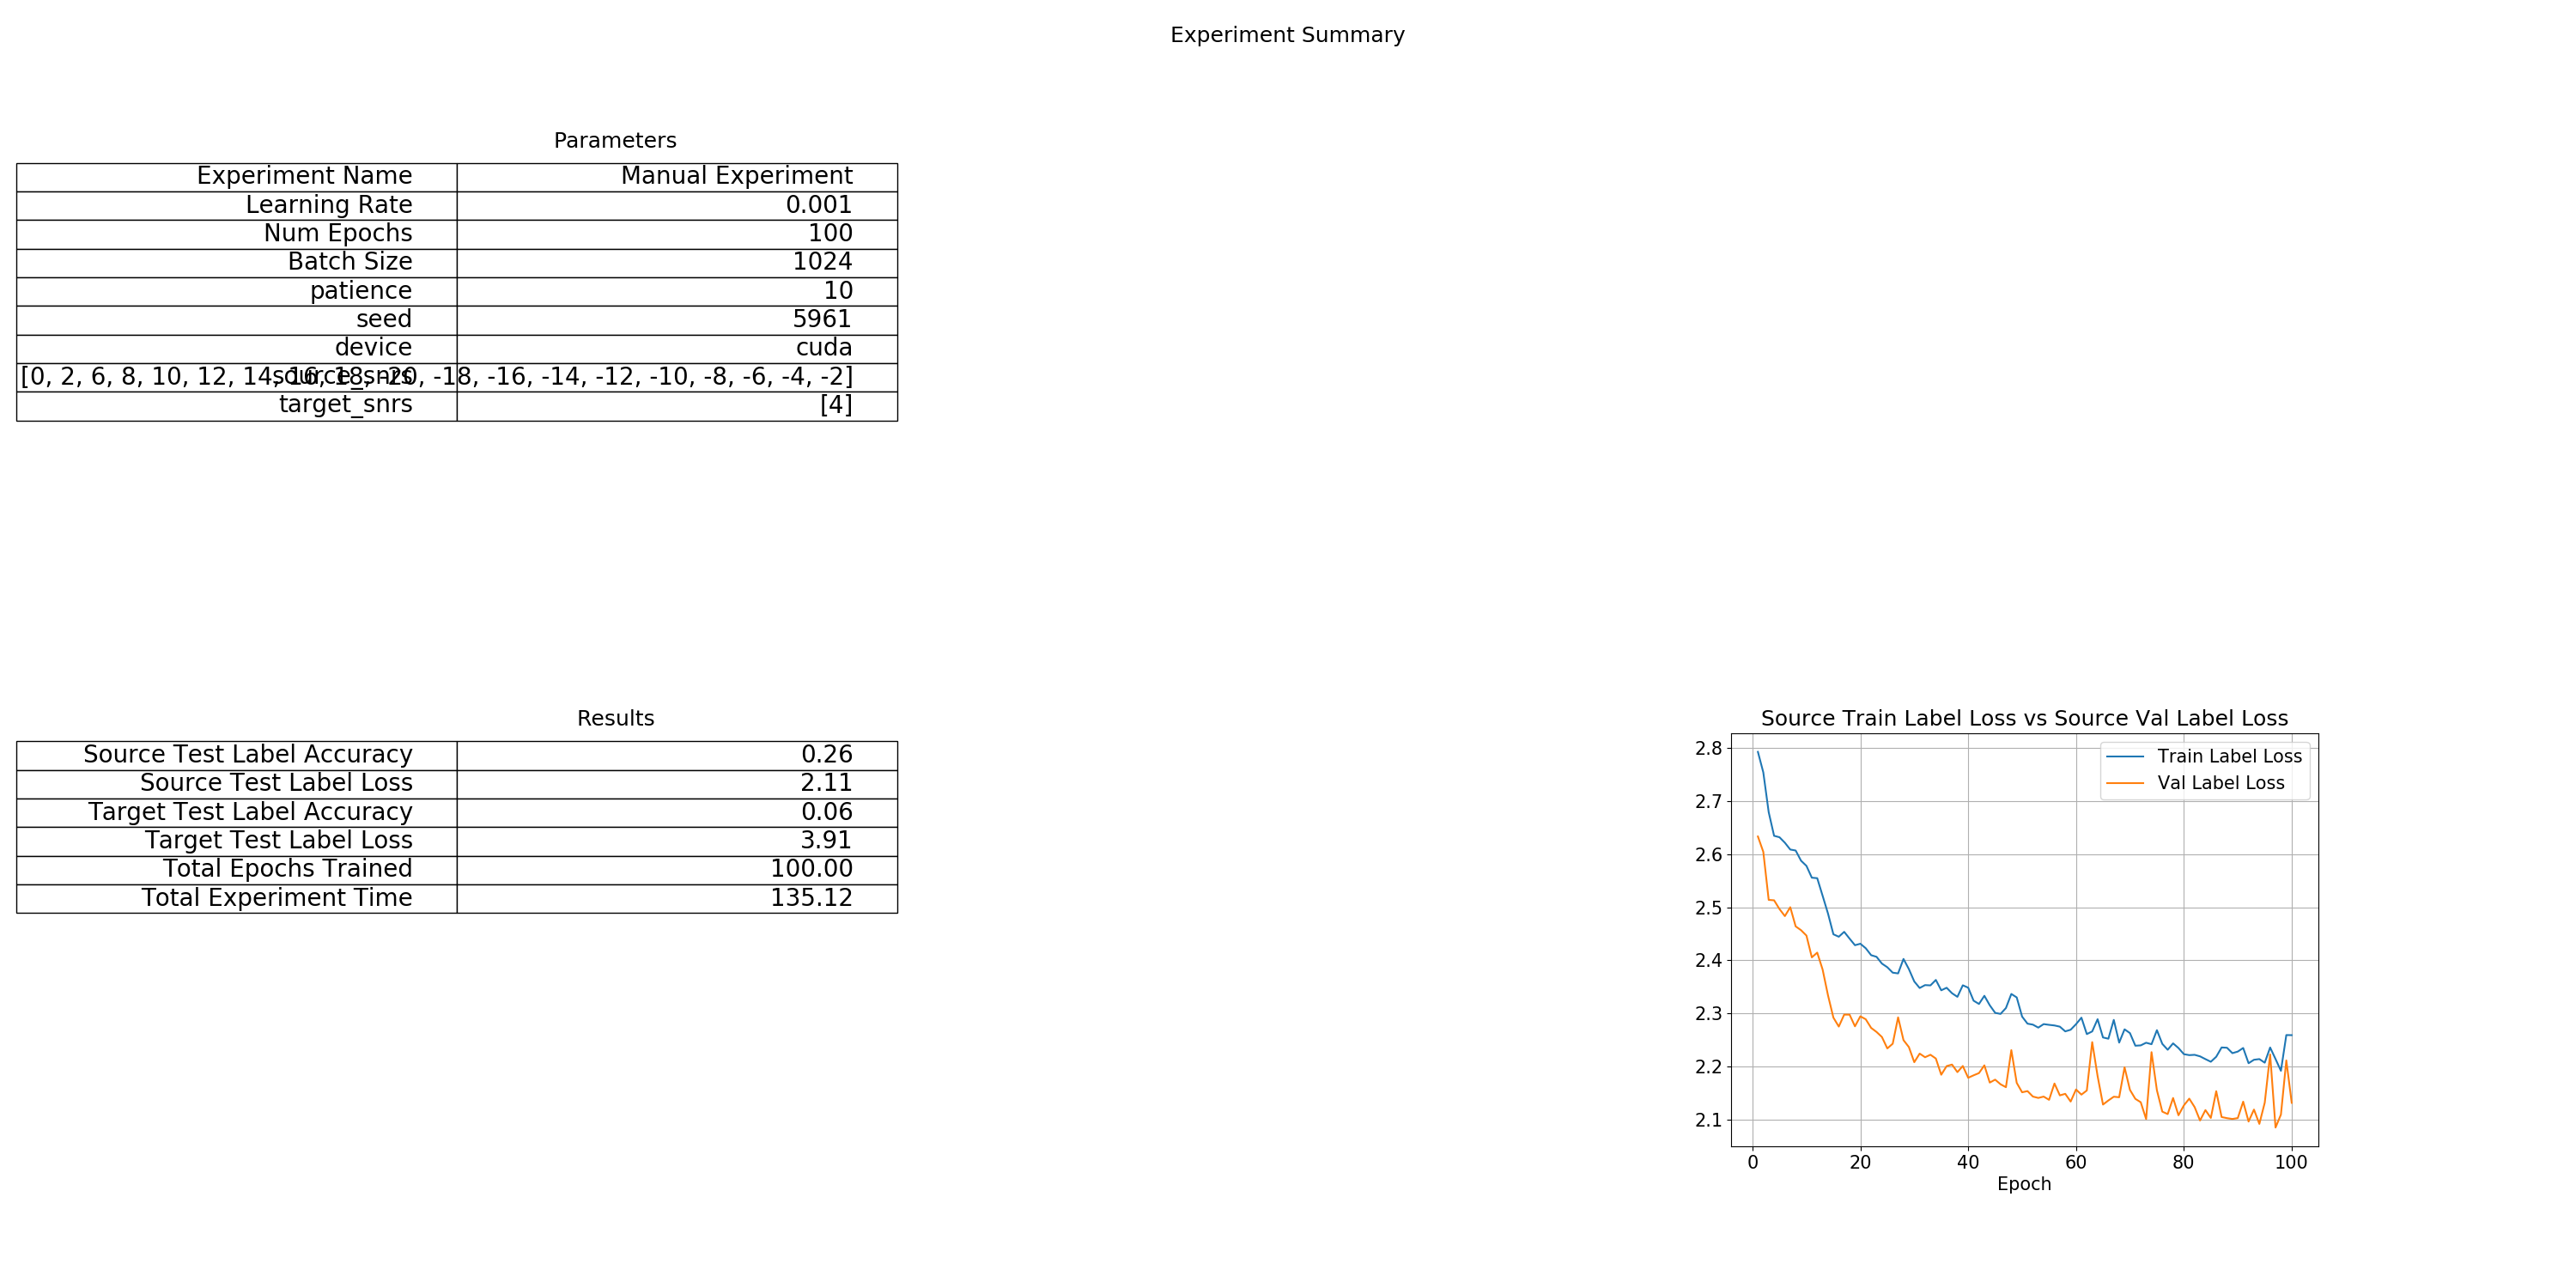 Experiment Summary
Parameters
Experiment Name Manual Experiment
Learning Rate 0.001
Num Epochs 100
Batch Size 1024
patience 10
seed 5961
device cuda
source_snrs [0, 2, 6, 8, 10, 12, 14, 16, 18, -20, -18, -16, -14, -12, -10, -8, -6, -4, -2]
target_snrs [4]
Results
Source Test Label Accuracy 0.26
Source Test Label Loss 2.11
Target Test Label Accuracy 0.06
Target Test Label Loss 3.91
Total Epochs Trained 100.00
Total Experiment Time 135.12
Source Train Label Loss vs Source Val Label Loss
Train Label Loss
Val Label Loss
2.8
2.7
2.6
2.5
2.4
2.3
2.2
2.1
0 20 40 60 80 100
Epoch